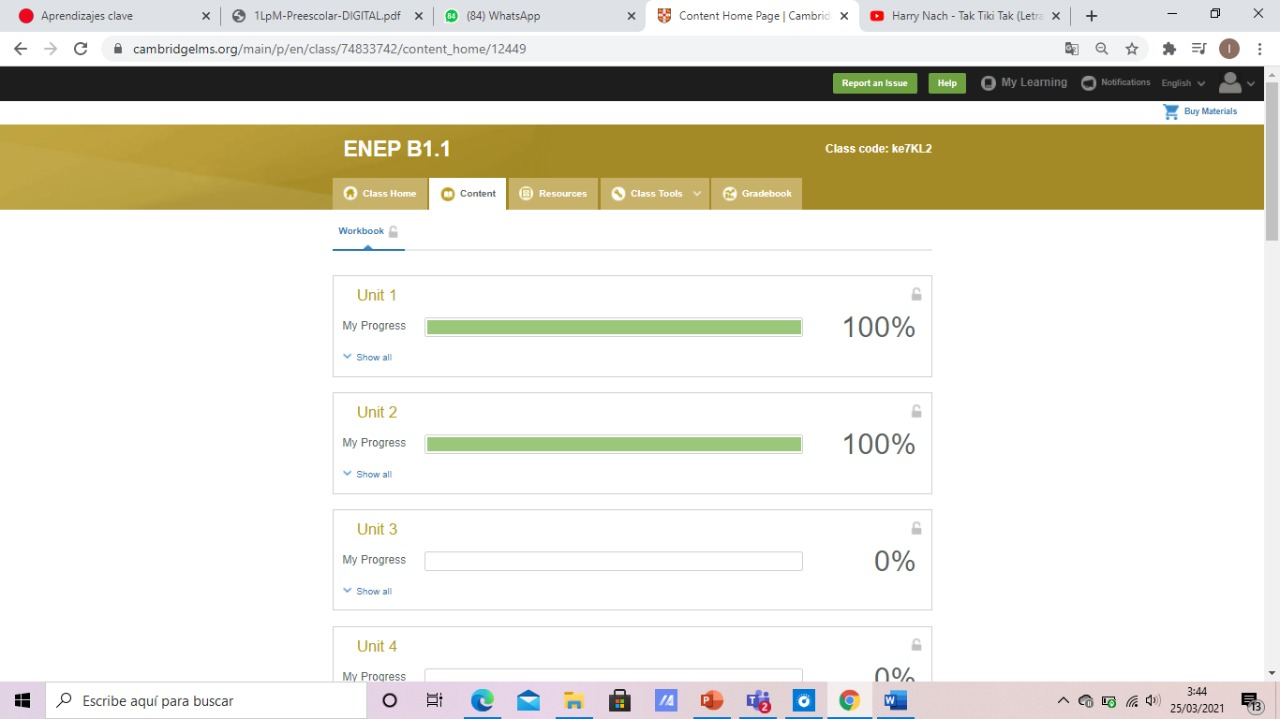 Aprendizajes clave
1LpM-Preescolar-DIGITALpdf
(84) WhatsApp
Content Home Page | Cambrid
Harry Nach - Tak Tiki Tak (Letra
cambridgelms.org/main/p/en/class/74833742/content_home/12449
Report an Issue
Help
My Learning
Notifications
English
Buy Materials
ENEP B1.1
Class code: ke7KL2
Class Home
Content
Resources
Class Tools
Gradebook
Workbook
Unit 1
My Progress
100%
Show all
Unit 2
My Progress
100%
Show all
Unit 3
My Progress
0%
Show all
Unit 4
My Progress
0%
Escribe aquí para buscar
3:44
25/03/2021